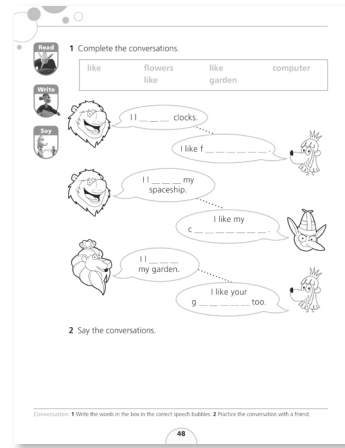 Read
Write
Say
1 Complete the conversations.
like flowers like computer
like garden
I l _ _ _ clocks.
I like f _ _ _ _ _ _ .
I l _ _ _ my
spaceship.
I like my
c _ _ _ _ _ _ _ .
I l _ _ _
my garden.
I like your
g _ _ _ _ _ too.
2 Say the conversations.
Conversation: 1 Write the words in the box in the correct speech bubbles. 2 Practice the conversation with a friend.
48